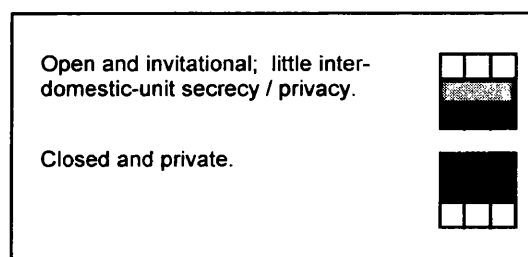 Open and invitational; little inter-
domestic-unit secrecy / privacy.
Closed and private.